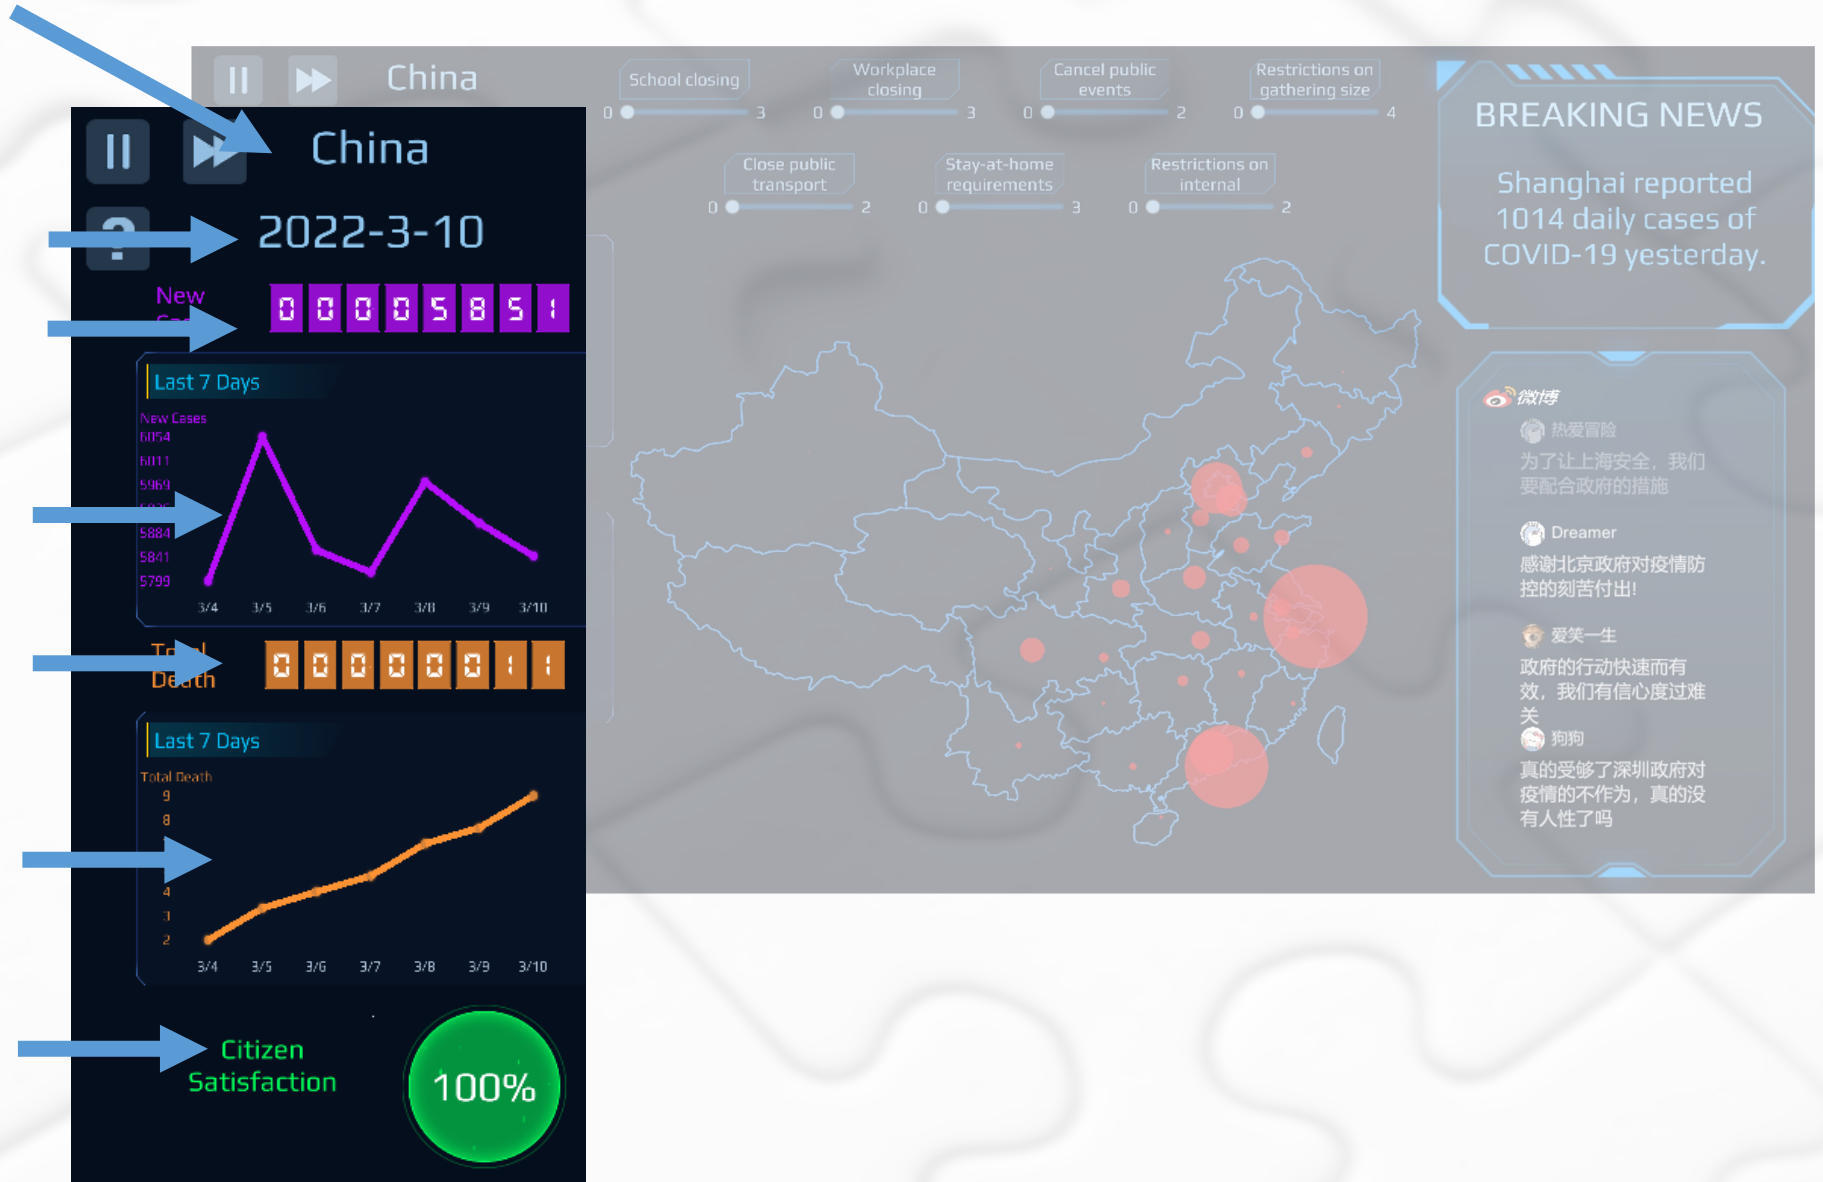 China
School closing
0
3
Workplace
closing
0
3
Cancel public
events
0
2
Restrictions on
gathering size
0
4
Close public
transport
0
2
Stay-at-home
requirements
0
3
Restrictions on
internal
0
2
China
?
2022-3-10
New
00005851
Last 7 Days
New Cases
6054
6011
5969
5884
5841
5799
3/4 3/5 3/6 3/7 3/8 3/9 3/10
Total
Death
00000011
Last 7 Days
Total Death
9
8
4
3
2
3/4 3/5 3/6 3/7 3/8 3/9 3/10
Citizen
Satisfaction
100%
BREAKING NEWS
Shanghai reported
1014 daily cases of
COVID-19 yesterday.
微博
热爱冒险
为了让上海安全，我们
要配合政府的措施
Dreamer
感谢北京政府对疫情防
控的刻苦付出!
爱笑一生
政府的行动快速而有
效，我们有信心度过难
关
狗狗
真的受够了深圳政府对
疫情的不作为，真的没
有人性了吗